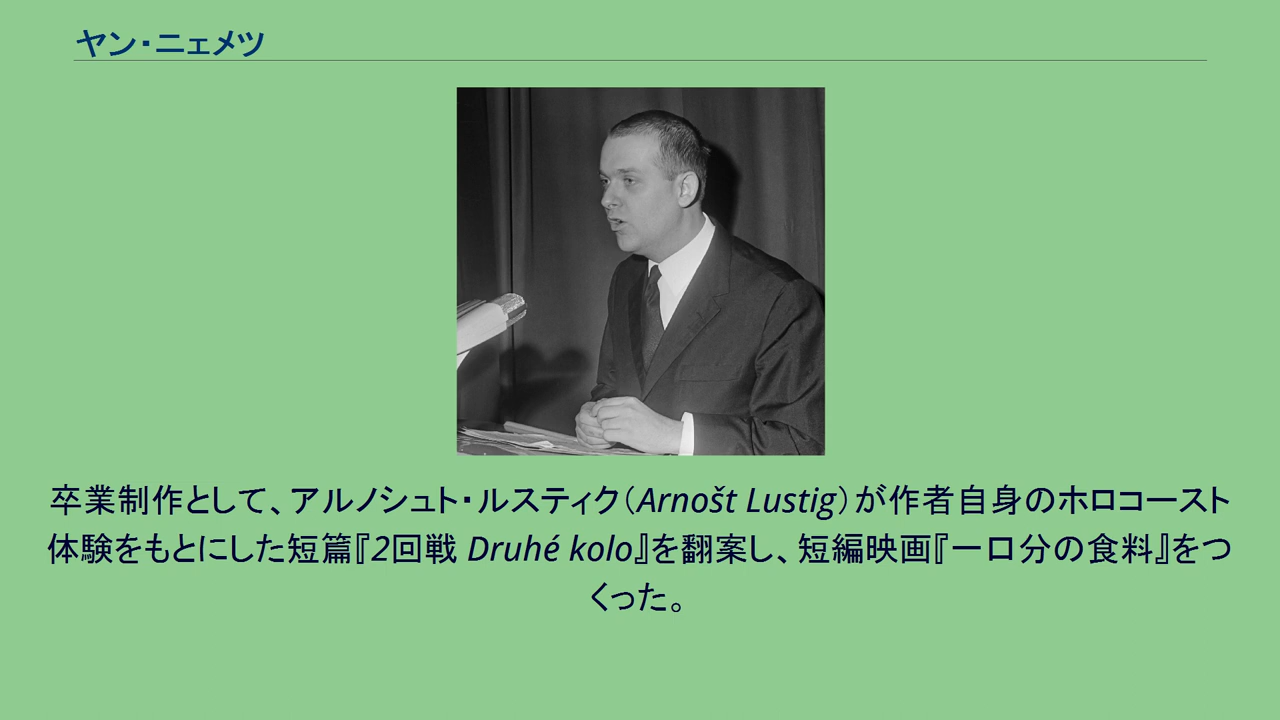 ヤン・ニェメツ
卒業制作として、アルノシュト・ルスティク（Arnošt Lustig）が作者自身のホロコースト
体験をもとにした短篇『2回戦 Druhé kolo』を翻案し、短編映画『一口分の食料』をつ
くった。